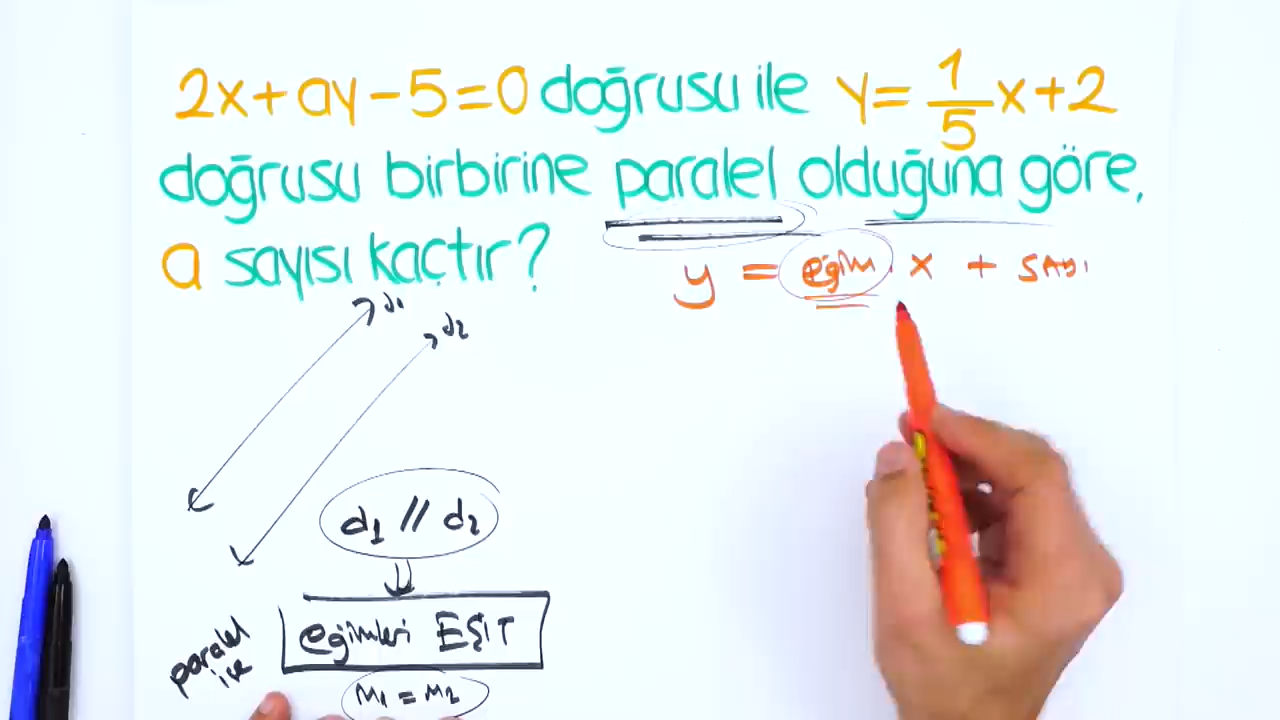 2x+ay-5=0 doğrusu ile y=1/5x+2
doğrusu birbirine paralel olduğuna göre,
a sayısı kaçtır?
y = eğim . x + SAYI
d1
d2
d1 // d2
eğimleri EŞİT
paralel
ise
m1 = m2